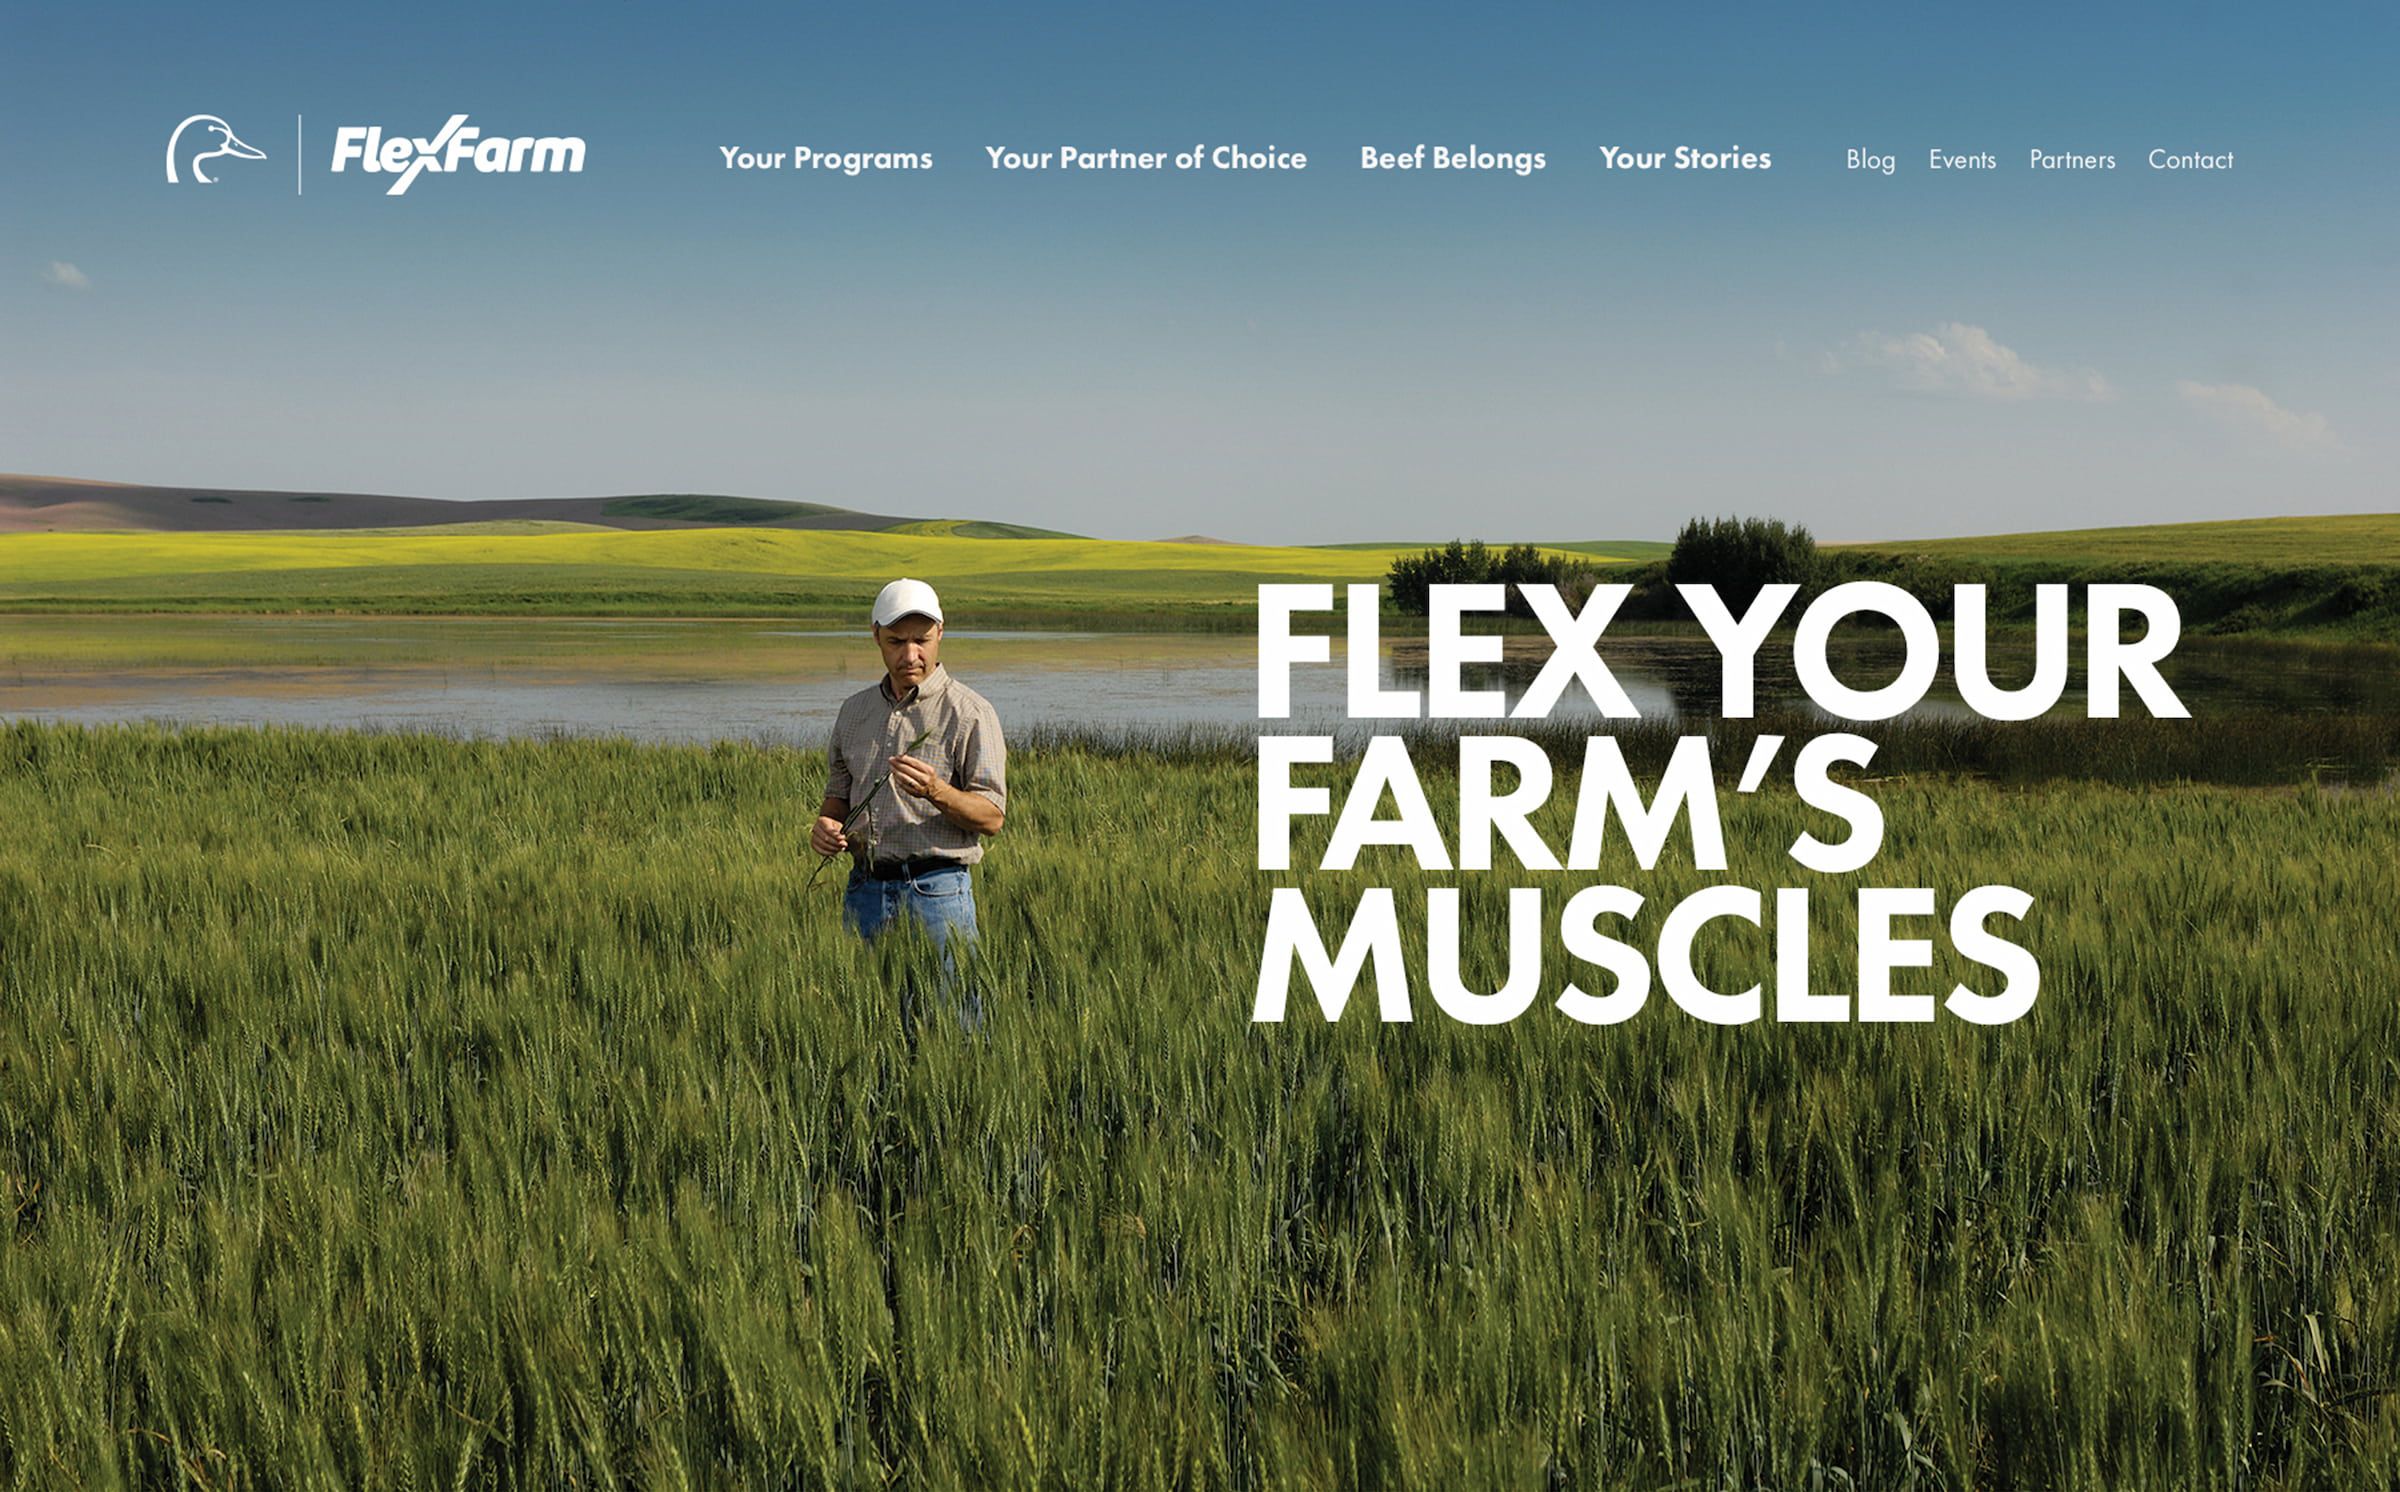 FlexFarm
Your Programs Your Partner of Choice Beef Belongs Your Stories Blog Events Partners Contact
FLEX YOUR
FARM’S
MUSCLES